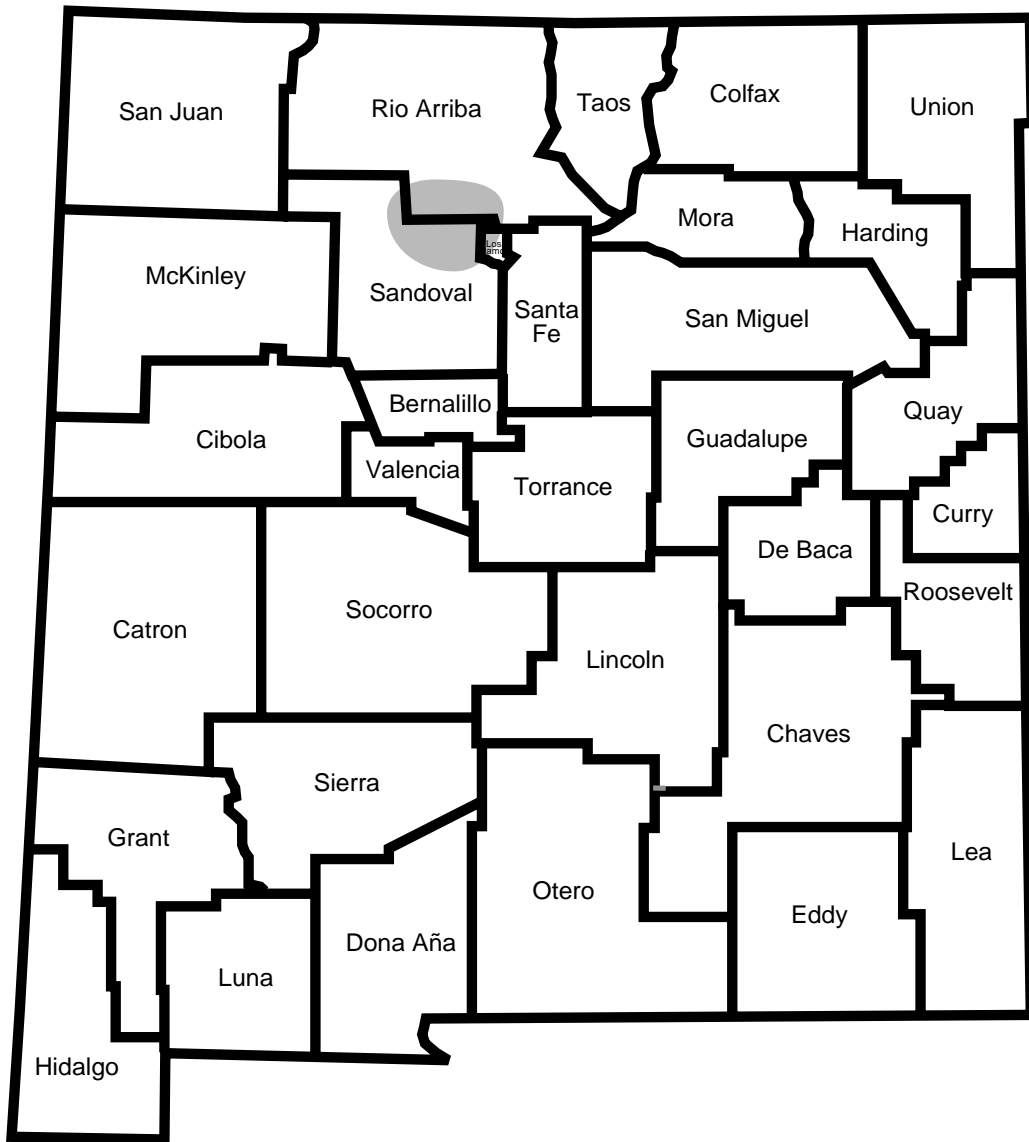 San Juan
Rio Arriba
Taos
Colfax
Union
Mora
Harding
Los
McKinley
Sandoval
Santa
Fe
San Miguel
Bernalillo
Quay
Cibola
Guadalupe
Valencia
Torrance
Curry
De Baca
Roosevelt
Socorro
Catron
Lincoln
Chaves
Sierra
Grant
Lea
Otero
Eddy
Dona Aña
Luna
Hidalgo